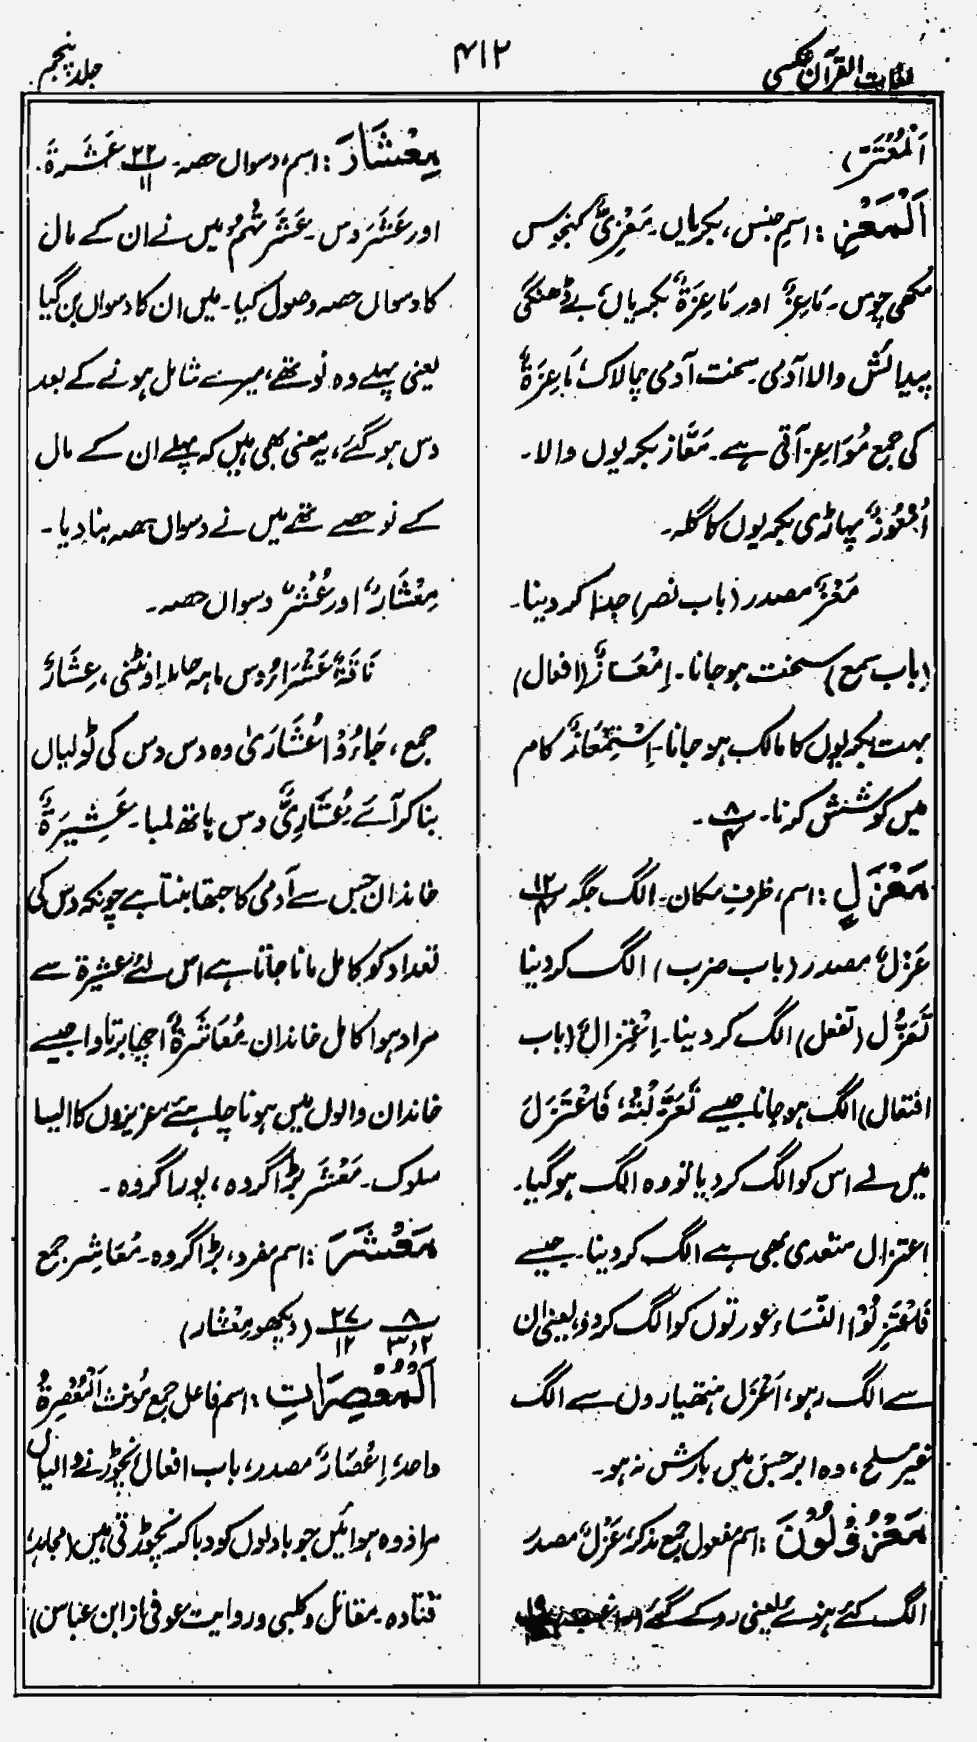 لغات القرآن عکسی
۴۱۲
جلد پنجم
اَلْمُعْتَرَّ)
اَلْمَعْزِ : اسم جنس، بکریاں۔ مَعْزِیٌّ کنجوس
مکھی چوس۔ مَاعِزٌ اور مَاعِزَةٌ بکریاں، بے ڈھنگی
پیدائش والا آدمی۔ سخت آدمی چالاک، مَاعِزَةٌ
کی جمع مَوَاعِز آتی ہے۔ مَعَّاز بکریوں والا۔
اُمْعُوْزٌ پہاڑی بکریوں کا گلہ۔
مَعْزٌ مصدر (باب نصر) جدا کر دینا۔
(باب سمع) سخت ہو جانا۔ اِمْعَازٌ (افعال)
بہت بکریوں کا مالک ہو جانا۔ اِسْتِمْعَازٌ کام
میں کوشش کرنا۔ پ ۸/۴ ۔
مَعْزَلٍ : اسم، ظرفِ مکان۔ الگ جگہ پ ۱۲/۴
عَزْلٌ مصدر (باب ضرب) الگ کر دینا
تَعَزُّل (تفعل) الگ کر دینا۔ اِعْتِزَالٌ (باب
افتعال) الگ ہو جانا جیسے تَعَزَّلْتُهٗ، فَاعْتَزَلَ
میں نے اس کو الگ کر دیا تو وہ الگ ہو گیا۔
اعتزال متعدی بھی ہے الگ کر دینا۔ جیسے
فَاعْتَزِلُوْا النِّسَاءَ عورتوں کو الگ کر دو، یعنی ان
سے الگ رہو، اَعْزَل ہتھیاروں سے الگ
غیر مسلح، وہ ابر جس میں بارش نہ ہو۔
مَعْزُوْلُوْنَ : اسم مفعول جمع مذکر، عَزْلٌ، مصدر
الگ کئے ہوئے یعنی روکے گئے
مِعْشَارَ : اسم، دسواں حصہ۔ پ ۲۲/۱۱ عَشَرَةَ
اور عَشَرَ دس۔ عَشَرْتُهُمْ میں نے ان کے مال
کا دسواں حصہ وصول کیا۔ میں ان کا دسواں بن گیا
یعنی پہلے وہ نو تھے، میرے شامل ہونے کے بعد
دس ہو گئے، یہ معنی بھی ہیں کہ پہلے ان کے مال
کے نو حصے تھے میں نے دسواں حصہ بنا دیا۔
مِعْشَارٌ، اور عُشْرٌ دسواں حصہ۔
نَاقَةٌ عَشْرَاءُ دس ماہہ حاملہ اونٹنی، عِشَارٌ
جمع، جَاءُوْا عُشَارَیٰ وہ دس دس کی ٹولیاں
بنا کر آئے عُشَارِیٌّ دس ہاتھ لمبا۔ عَشِیْرَةٌ
خاندان جس سے آدمی کا جتھا بنتا ہے چونکہ دس کی
تعداد کو کامل مانا جاتا ہے اس لئے عشیرة سے
مراد ہوا کامل خاندان۔ مُعَاشَرَةٌ اچھا برتاوا جیسے
خاندان والوں میں ہونا چاہئے، عزیزوں کا ایسا
سلوک۔ مَعْشَر بڑا گروہ، پورا گروہ۔
مَعْشَرَ : اسم مفرد، بڑا گروہ۔ مَعَاشِر جمع
پ ۸/۲،۳ پ ۲۷/۱۲ (دیکھو مِعْشَار)
اَلْمُعْصِرَاتِ : اسم فاعل جمع مؤنث اَلْمُعْصِرَةُ
واحد، اِعْصَارٌ مصدر، باب افعال نچوڑنے والیاں
مراد وہ ہوائیں جو بادلوں کو دبا کر نچوڑتی ہیں (مجاہد،
قتادہ۔ مقاتل و کلبی و روایت عوفی از ابن عباس)